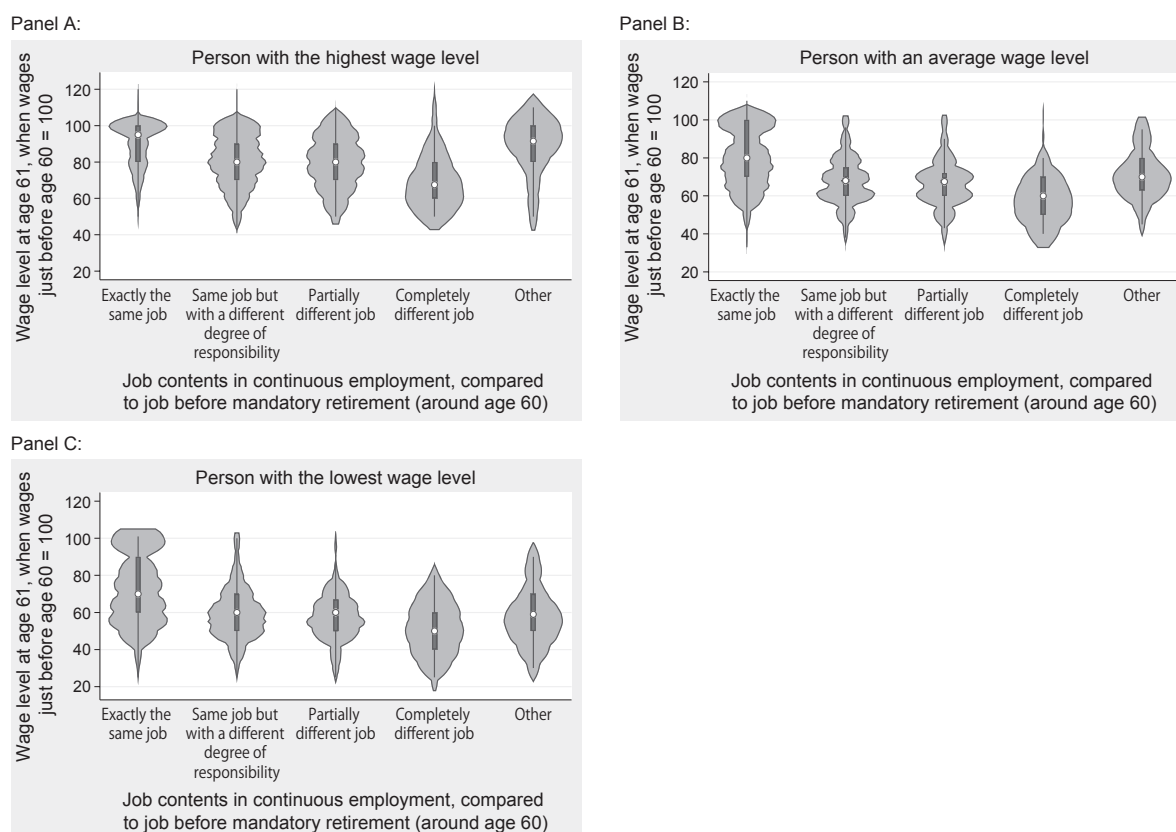 Panel A:
Person with the highest wage level
Wage level at age 61, when wages
just before age 60 = 100
120
100
80
60
40
20
Exactly the
same job
Same job but
with a different
degree of
responsibility
Partially
different job
Completely
different job
Other
Job contents in continuous employment, compared
to job before mandatory retirement (around age 60)
Panel B:
Person with an average wage level
Wage level at age 61, when wages
just before age 60 = 100
120
100
80
60
40
20
Exactly the
same job
Same job but
with a different
degree of
responsibility
Partially
different job
Completely
different job
Other
Job contents in continuous employment, compared
to job before mandatory retirement (around age 60)
Panel C:
Person with the lowest wage level
Wage level at age 61, when wages
just before age 60 = 100
120
100
80
60
40
20
Exactly the
same job
Same job but
with a different
degree of
responsibility
Partially
different job
Completely
different job
Other
Job contents in continuous employment, compared
to job before mandatory retirement (around age 60)